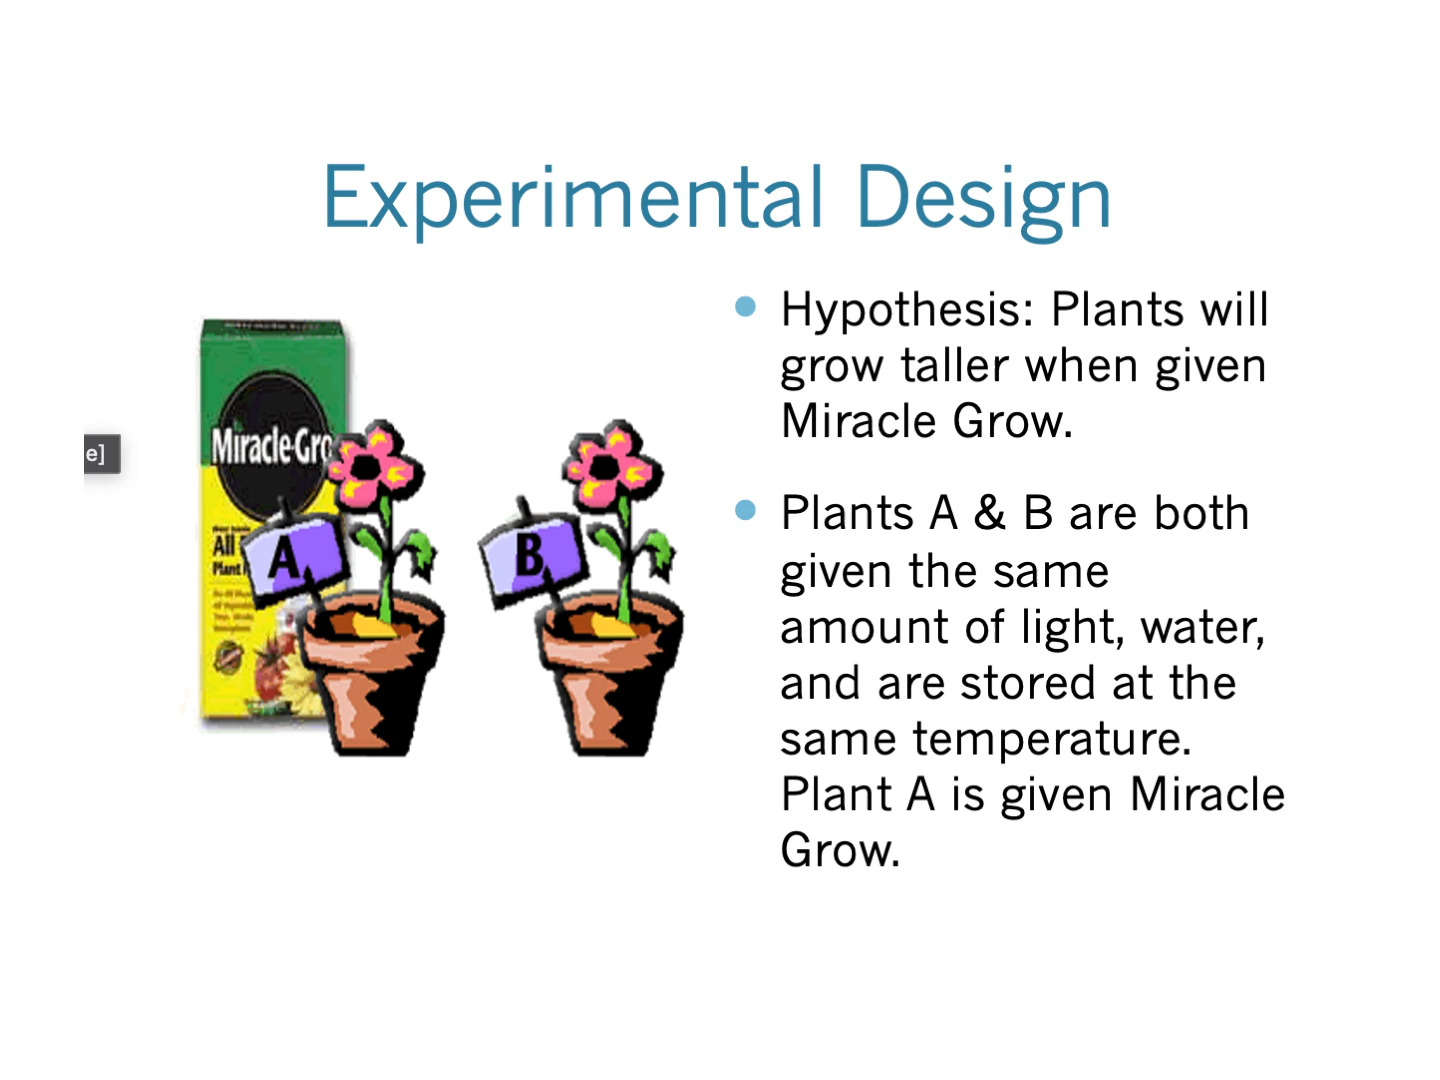 Experimental Design
Hypothesis: Plants will
grow taller when given
Miracle Grow.
Plants A & B are both
given the same
amount of light, water,
and are stored at the
same temperature.
Plant A is given Miracle
Grow.
e]
Miracle-Gro
All
Plant
A
B